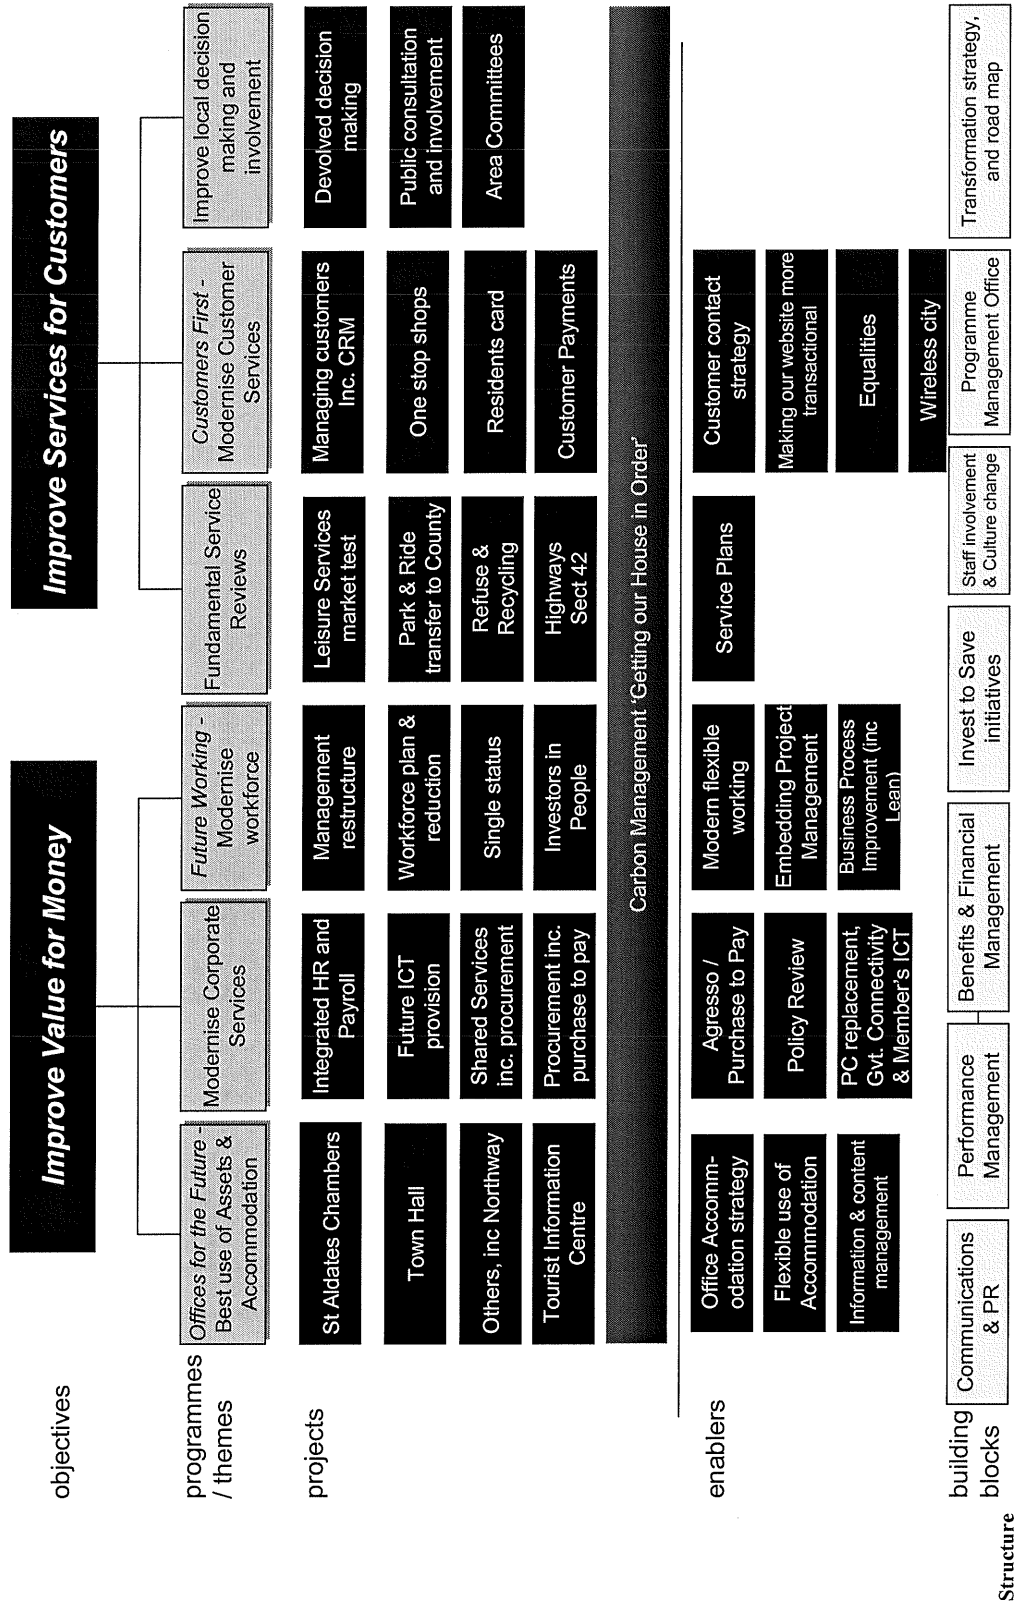 Structure
objectives
Improve Value for Money
Improve Services for Customers
programmes
/ themes
Offices for the Future -
Best use of Assets &
Accommodation
Modernise Corporate
Services
Future Working -
Modernise
workforce
Fundamental Service
Reviews
Customers First -
Modernise Customer
Services
Improve local decision
making and
involvement
projects
St Aldates Chambers
Town Hall
Others, inc Northway
Tourist Information
Centre
Integrated HR and
Payroll
Future ICT
provision
Shared Services
inc. procurement
Procurement inc.
purchase to pay
Management
restructure
Workforce plan &
reduction
Single status
Investors in
People
Leisure Services
market test
Park & Ride
transfer to County
Refuse &
Recycling
Highways
Sect 42
Managing customers
Inc. CRM
One stop shops
Residents card
Customer Payments
Devolved decision
making
Public consultation
and involvement
Area Committees
Carbon Management 'Getting our House in Order'
enablers
Office Accomm-
odation strategy
Flexible use of
Accommodation
Information & content
management
Agresso /
Purchase to Pay
Policy Review
PC replacement,
Gvt. Connectivity
& Member's ICT
Modern flexible
working
Embedding Project
Management
Business Process
Improvement (inc
Lean)
Service Plans
Customer contact
strategy
Making our website more
transactional
Equalities
Wireless city
building
blocks
Communications
& PR
Performance
Management
Benefits & Financial
Management
Invest to Save
initiatives
Staff involvement
& Culture change
Programme
Management Office
Transformation strategy,
and road map